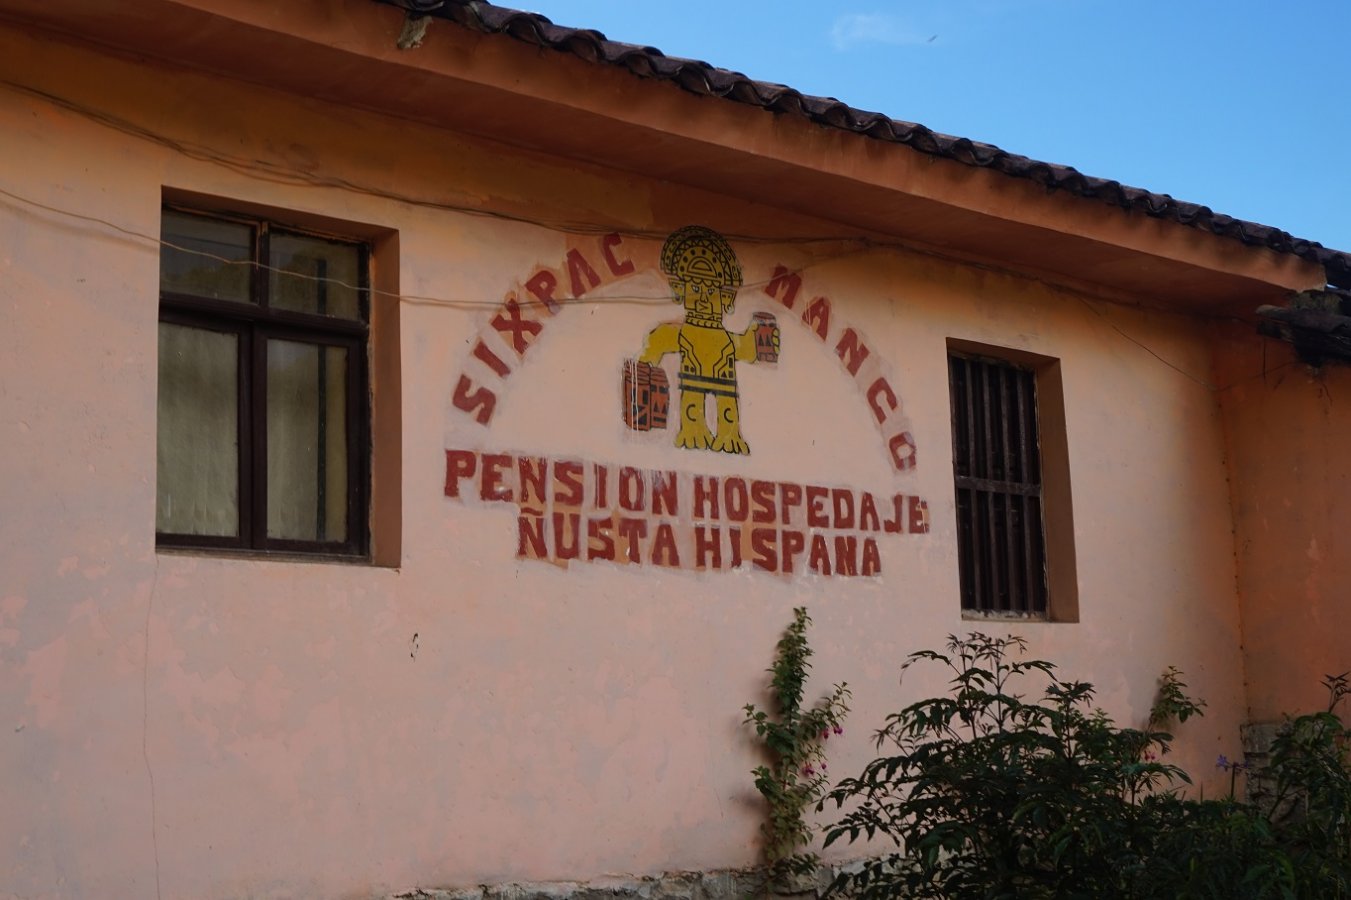 SIXPAC MANCO
PENSION HOSPEDAJE
ÑUSTA HISPANA